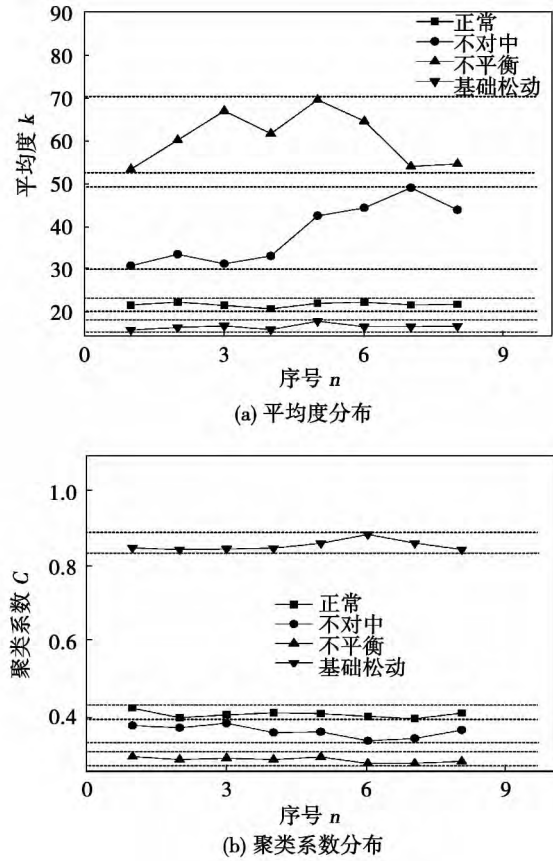 90
80
70
60
50
40
30
20
平均度 k
正常
不对中
不平衡
基础松动
0
3
6
9
序号 n
(a) 平均度分布
1.0
0.8
0.6
0.4
聚类系数 C
正常
不对中
不平衡
基础松动
0
3
6
9
序号 n
(b) 聚类系数分布